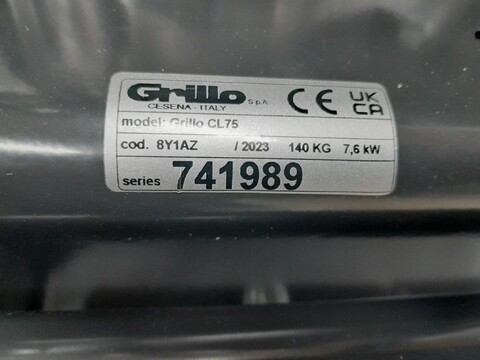 Grillo S.p.A. CE UK CA
CESENA - ITALY
model: Grillo CL75
cod. 8Y1AZ / 2023 140 KG 7,6 kW
series 741989